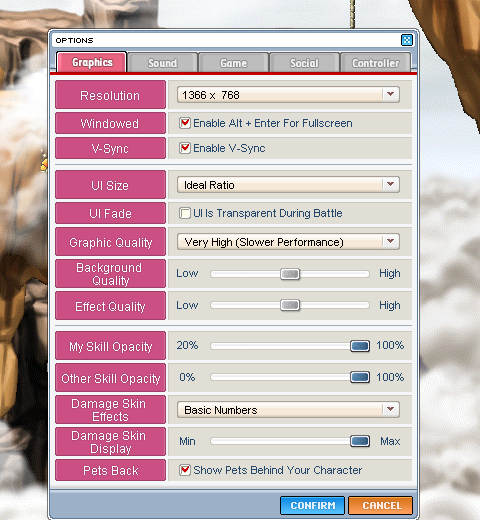 OPTIONS
Graphics Sound Game Social Controller
Resolution 1366 x 768
Windowed Enable Alt + Enter For Fullscreen
V-Sync Enable V-Sync
UI Size Ideal Ratio
UI Fade UI Is Transparent During Battle
Graphic Quality Very High (Slower Performance)
Background
Quality Low High
Effect Quality Low High
My Skill Opacity 20% 100%
Other Skill Opacity 0% 100%
Damage Skin
Effects Basic Numbers
Damage Skin
Display Min Max
Pets Back Show Pets Behind Your Character
CONFIRM CANCEL